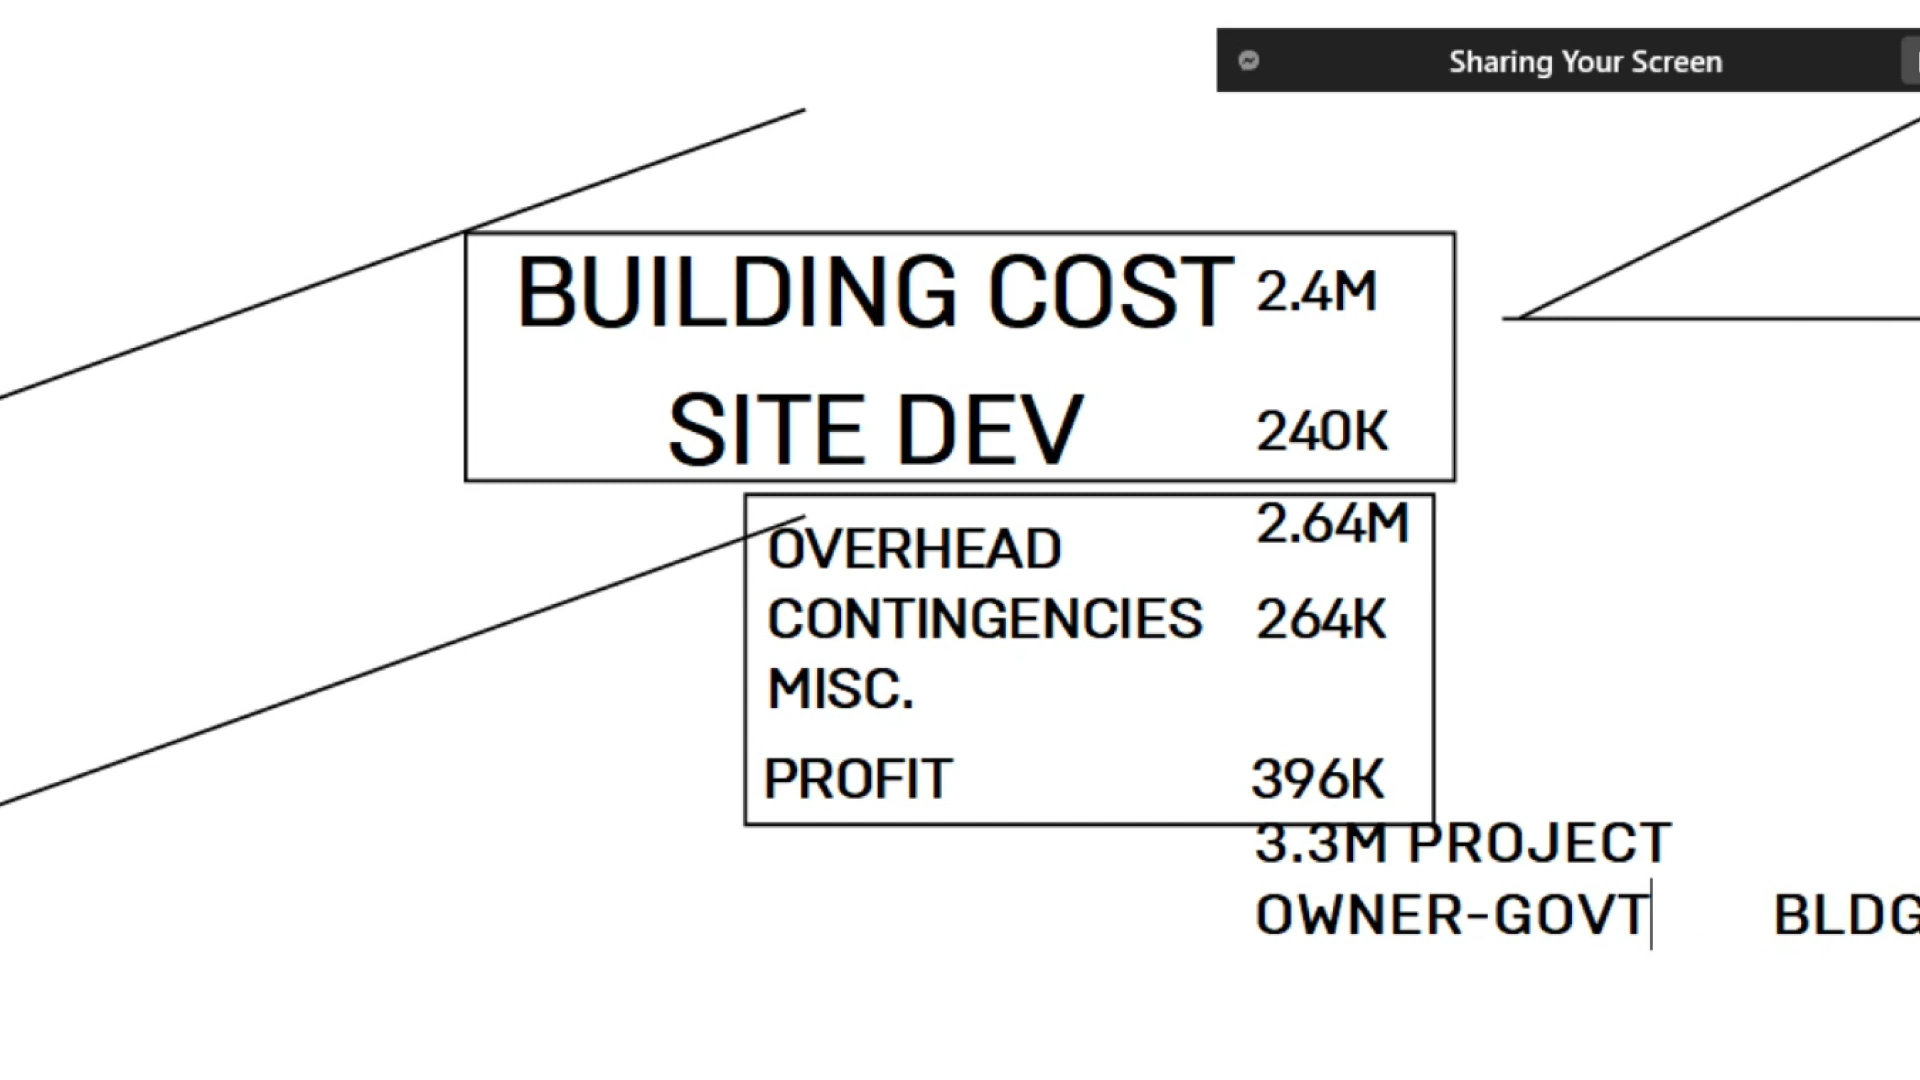 Sharing Your Screen
BUILDING COST 2.4M
SITE DEV 240K
2.64M
OVERHEAD
CONTINGENCIES 264K
MISC.
PROFIT 396K
3.3M PROJECT
OWNER-GOVT BLDG